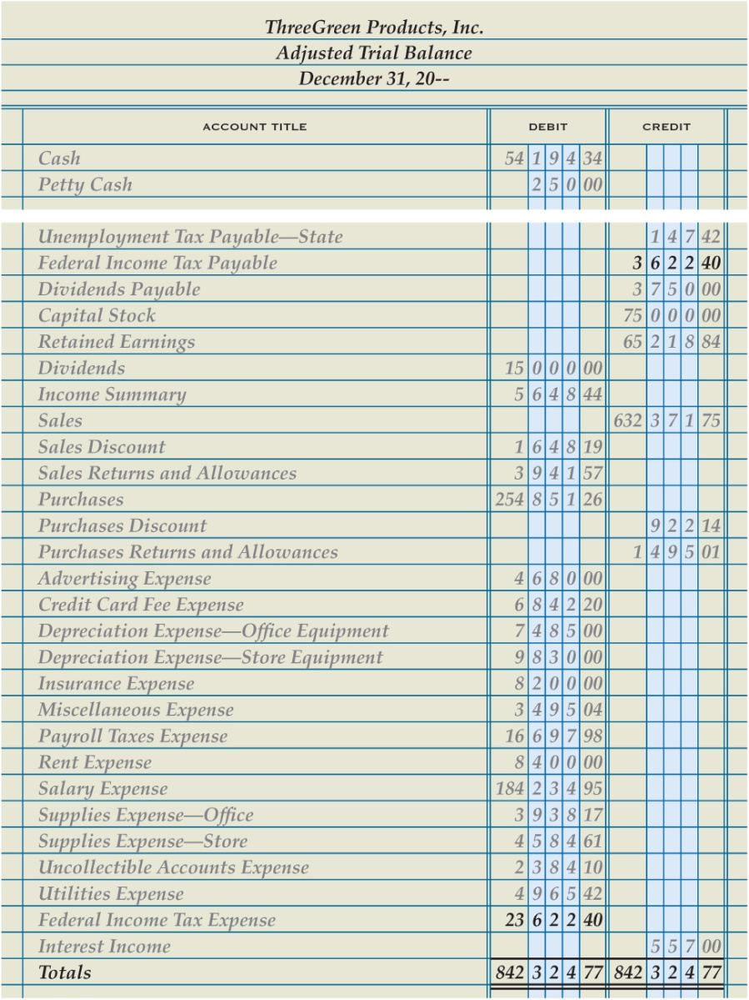 ThreeGreen Products, Inc.
Adjusted Trial Balance
December 31, 20--
ACCOUNT TITLE DEBIT CREDIT
Cash 54 1 9 4 34
Petty Cash 2 5 0 00
Unemployment Tax Payable—State 1 4 7 42
Federal Income Tax Payable 3 6 2 2 40
Dividends Payable 3 7 5 0 00
Capital Stock 75 0 0 0 00
Retained Earnings 65 2 1 8 84
Dividends 15 0 0 0 00
Income Summary 5 6 4 8 44
Sales 632 3 7 1 75
Sales Discount 1 6 4 8 19
Sales Returns and Allowances 3 9 4 1 57
Purchases 254 8 5 1 26
Purchases Discount 9 2 2 14
Purchases Returns and Allowances 1 4 9 5 01
Advertising Expense 4 6 8 0 00
Credit Card Fee Expense 6 8 4 2 20
Depreciation Expense—Office Equipment 7 4 8 5 00
Depreciation Expense—Store Equipment 9 8 3 0 00
Insurance Expense 8 2 0 0 00
Miscellaneous Expense 3 4 9 5 04
Payroll Taxes Expense 16 6 9 7 98
Rent Expense 8 4 0 0 00
Salary Expense 184 2 3 4 95
Supplies Expense—Office 3 9 3 8 17
Supplies Expense—Store 4 5 8 4 61
Uncollectible Accounts Expense 2 3 8 4 10
Utilities Expense 4 9 6 5 42
Federal Income Tax Expense 23 6 2 2 40
Interest Income 5 5 7 00
Totals 842 3 2 4 77 842 3 2 4 77